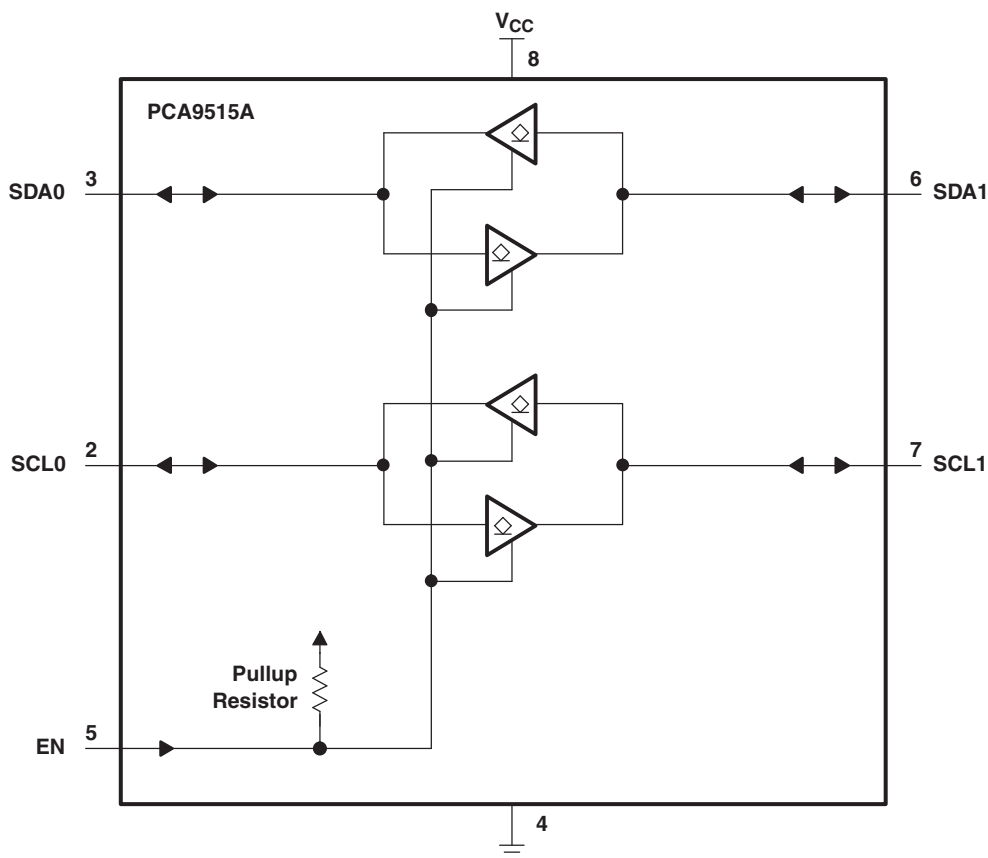 VCC
8
PCA9515A
SDA0 3
6 SDA1
SCL0 2
7 SCL1
Pullup
Resistor
EN 5
4